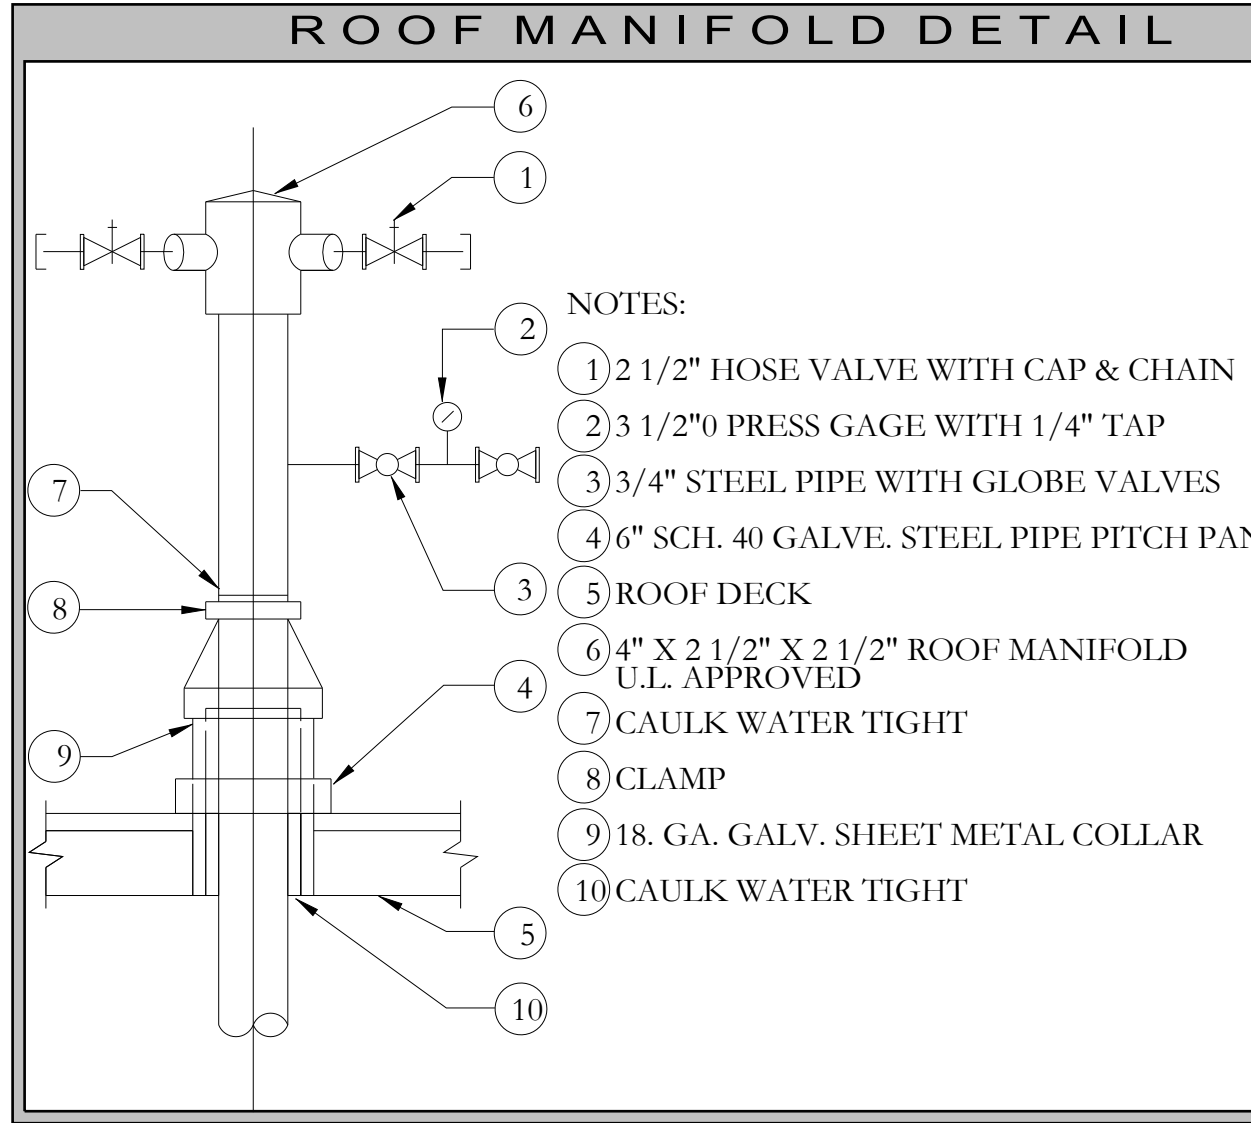 ROOF MANIFOLD DETAIL
6
1
2
7
8
3
4
9
5
10
NOTES:
1 2 1/2" HOSE VALVE WITH CAP & CHAIN
2 3 1/2"0 PRESS GAGE WITH 1/4" TAP
3 3/4" STEEL PIPE WITH GLOBE VALVES
4 6" SCH. 40 GALVE. STEEL PIPE PITCH PAN
5 ROOF DECK
6 4" X 2 1/2" X 2 1/2" ROOF MANIFOLD
U.L. APPROVED
7 CAULK WATER TIGHT
8 CLAMP
9 18. GA. GALV. SHEET METAL COLLAR
10 CAULK WATER TIGHT